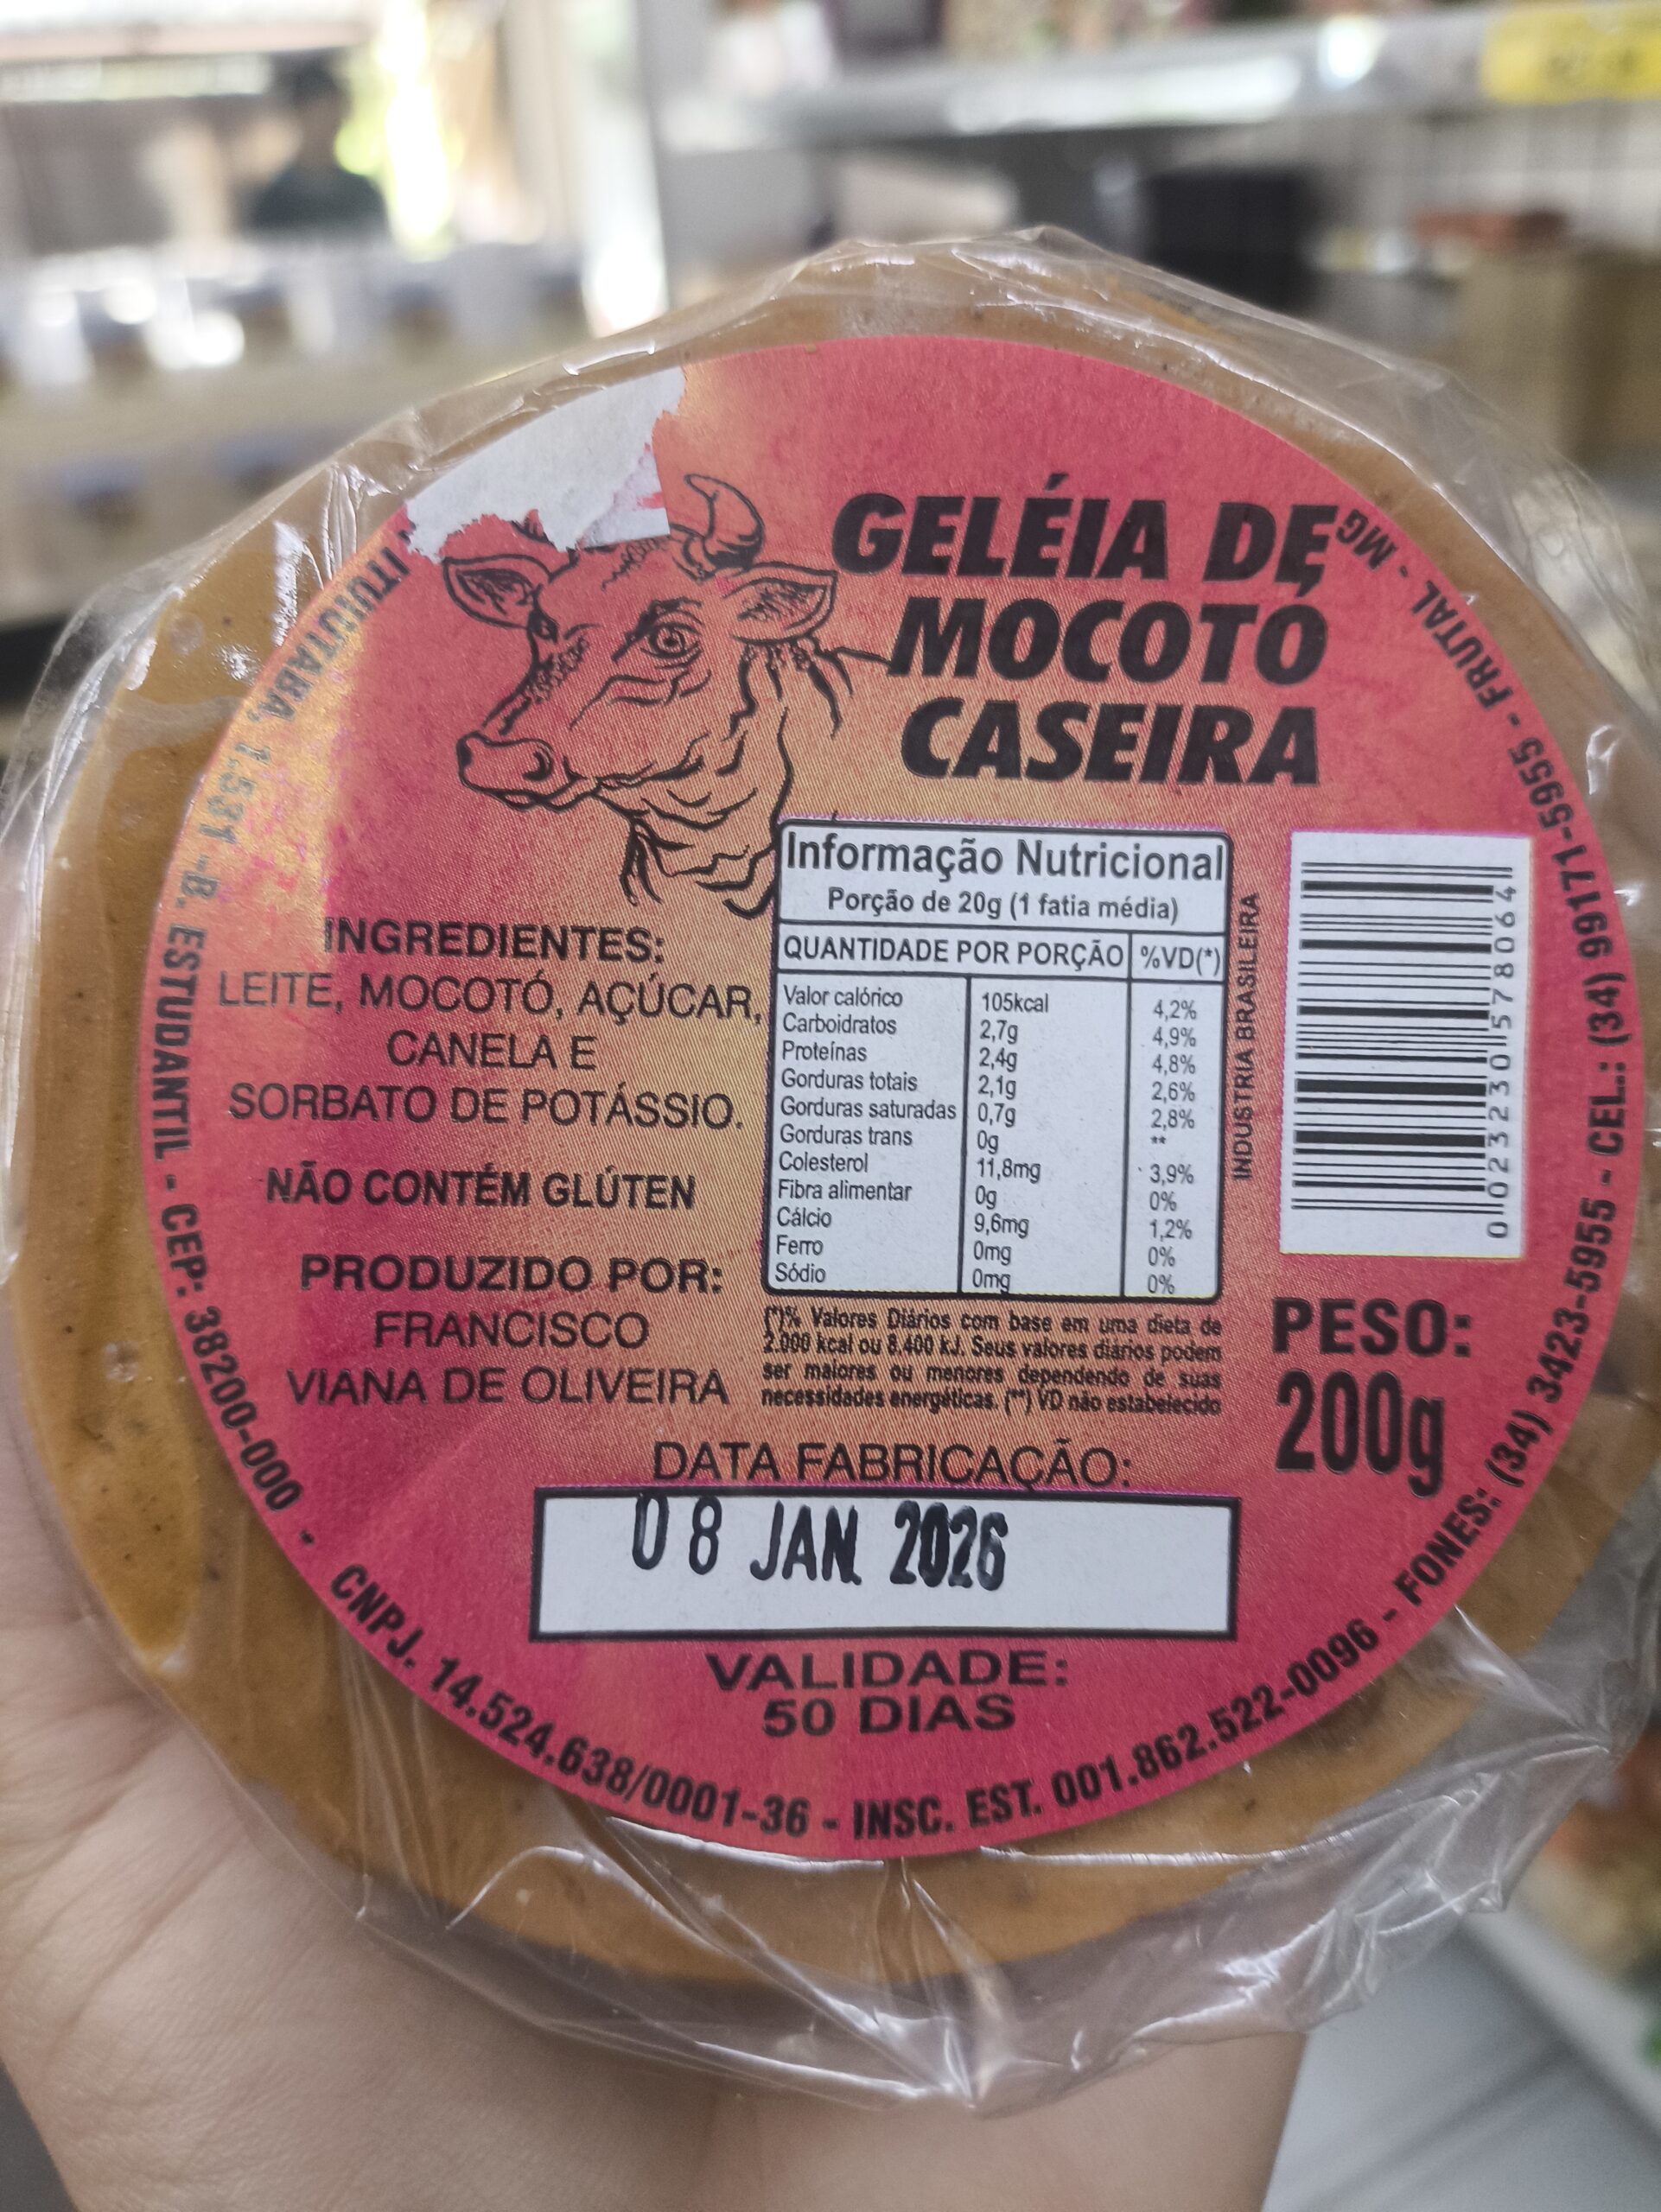 GELÉIA DE
MOCOTÓ
CASEIRA
INGREDIENTES:
LEITE, MOCOTÓ, AÇÚCAR,
CANELA E
SORBATO DE POTÁSSIO.
NÃO CONTÉM GLÚTEN
PRODUZIDO POR:
FRANCISCO
VIANA DE OLIVEIRA
Informação Nutricional
Porção de 20g (1 fatia média)
QUANTIDADE POR PORÇÃO %VD(*)
Valor calórico 105kcal 4,2%
Carboidratos 2,7g 4,9%
Proteínas 2,4g 4,8%
Gorduras totais 2,1g 2,6%
Gorduras saturadas 0,7g 2,8%
Gorduras trans 0g **
Colesterol 11,8mg 3,9%
Fibra alimentar 0g 0%
Cálcio 9,6mg 1,2%
Ferro 0mg 0%
Sódio 0mg 0%
(*)% Valores Diários com base em uma dieta de
2.000 kcal ou 8.400 kJ. Seus valores diários podem
ser maiores ou menores dependendo de suas
necessidades energéticas. (**) VD não estabelecido
INDÚSTRIA BRASILEIRA
0 023230 578064
PESO:
200g
DATA FABRICAÇÃO:
08 JAN 2026
VALIDADE:
50 DIAS
ITUIUTABA, 1.531 - B. ESTUDANTIL - CEP: 38200-000 - CNPJ. 14.524.638/0001-36 - INSC. EST. 001.862.522-0096 - FONES: (34) 3423-5955 - CEL.: (34) 99171-5955 - FRUTAL - MG